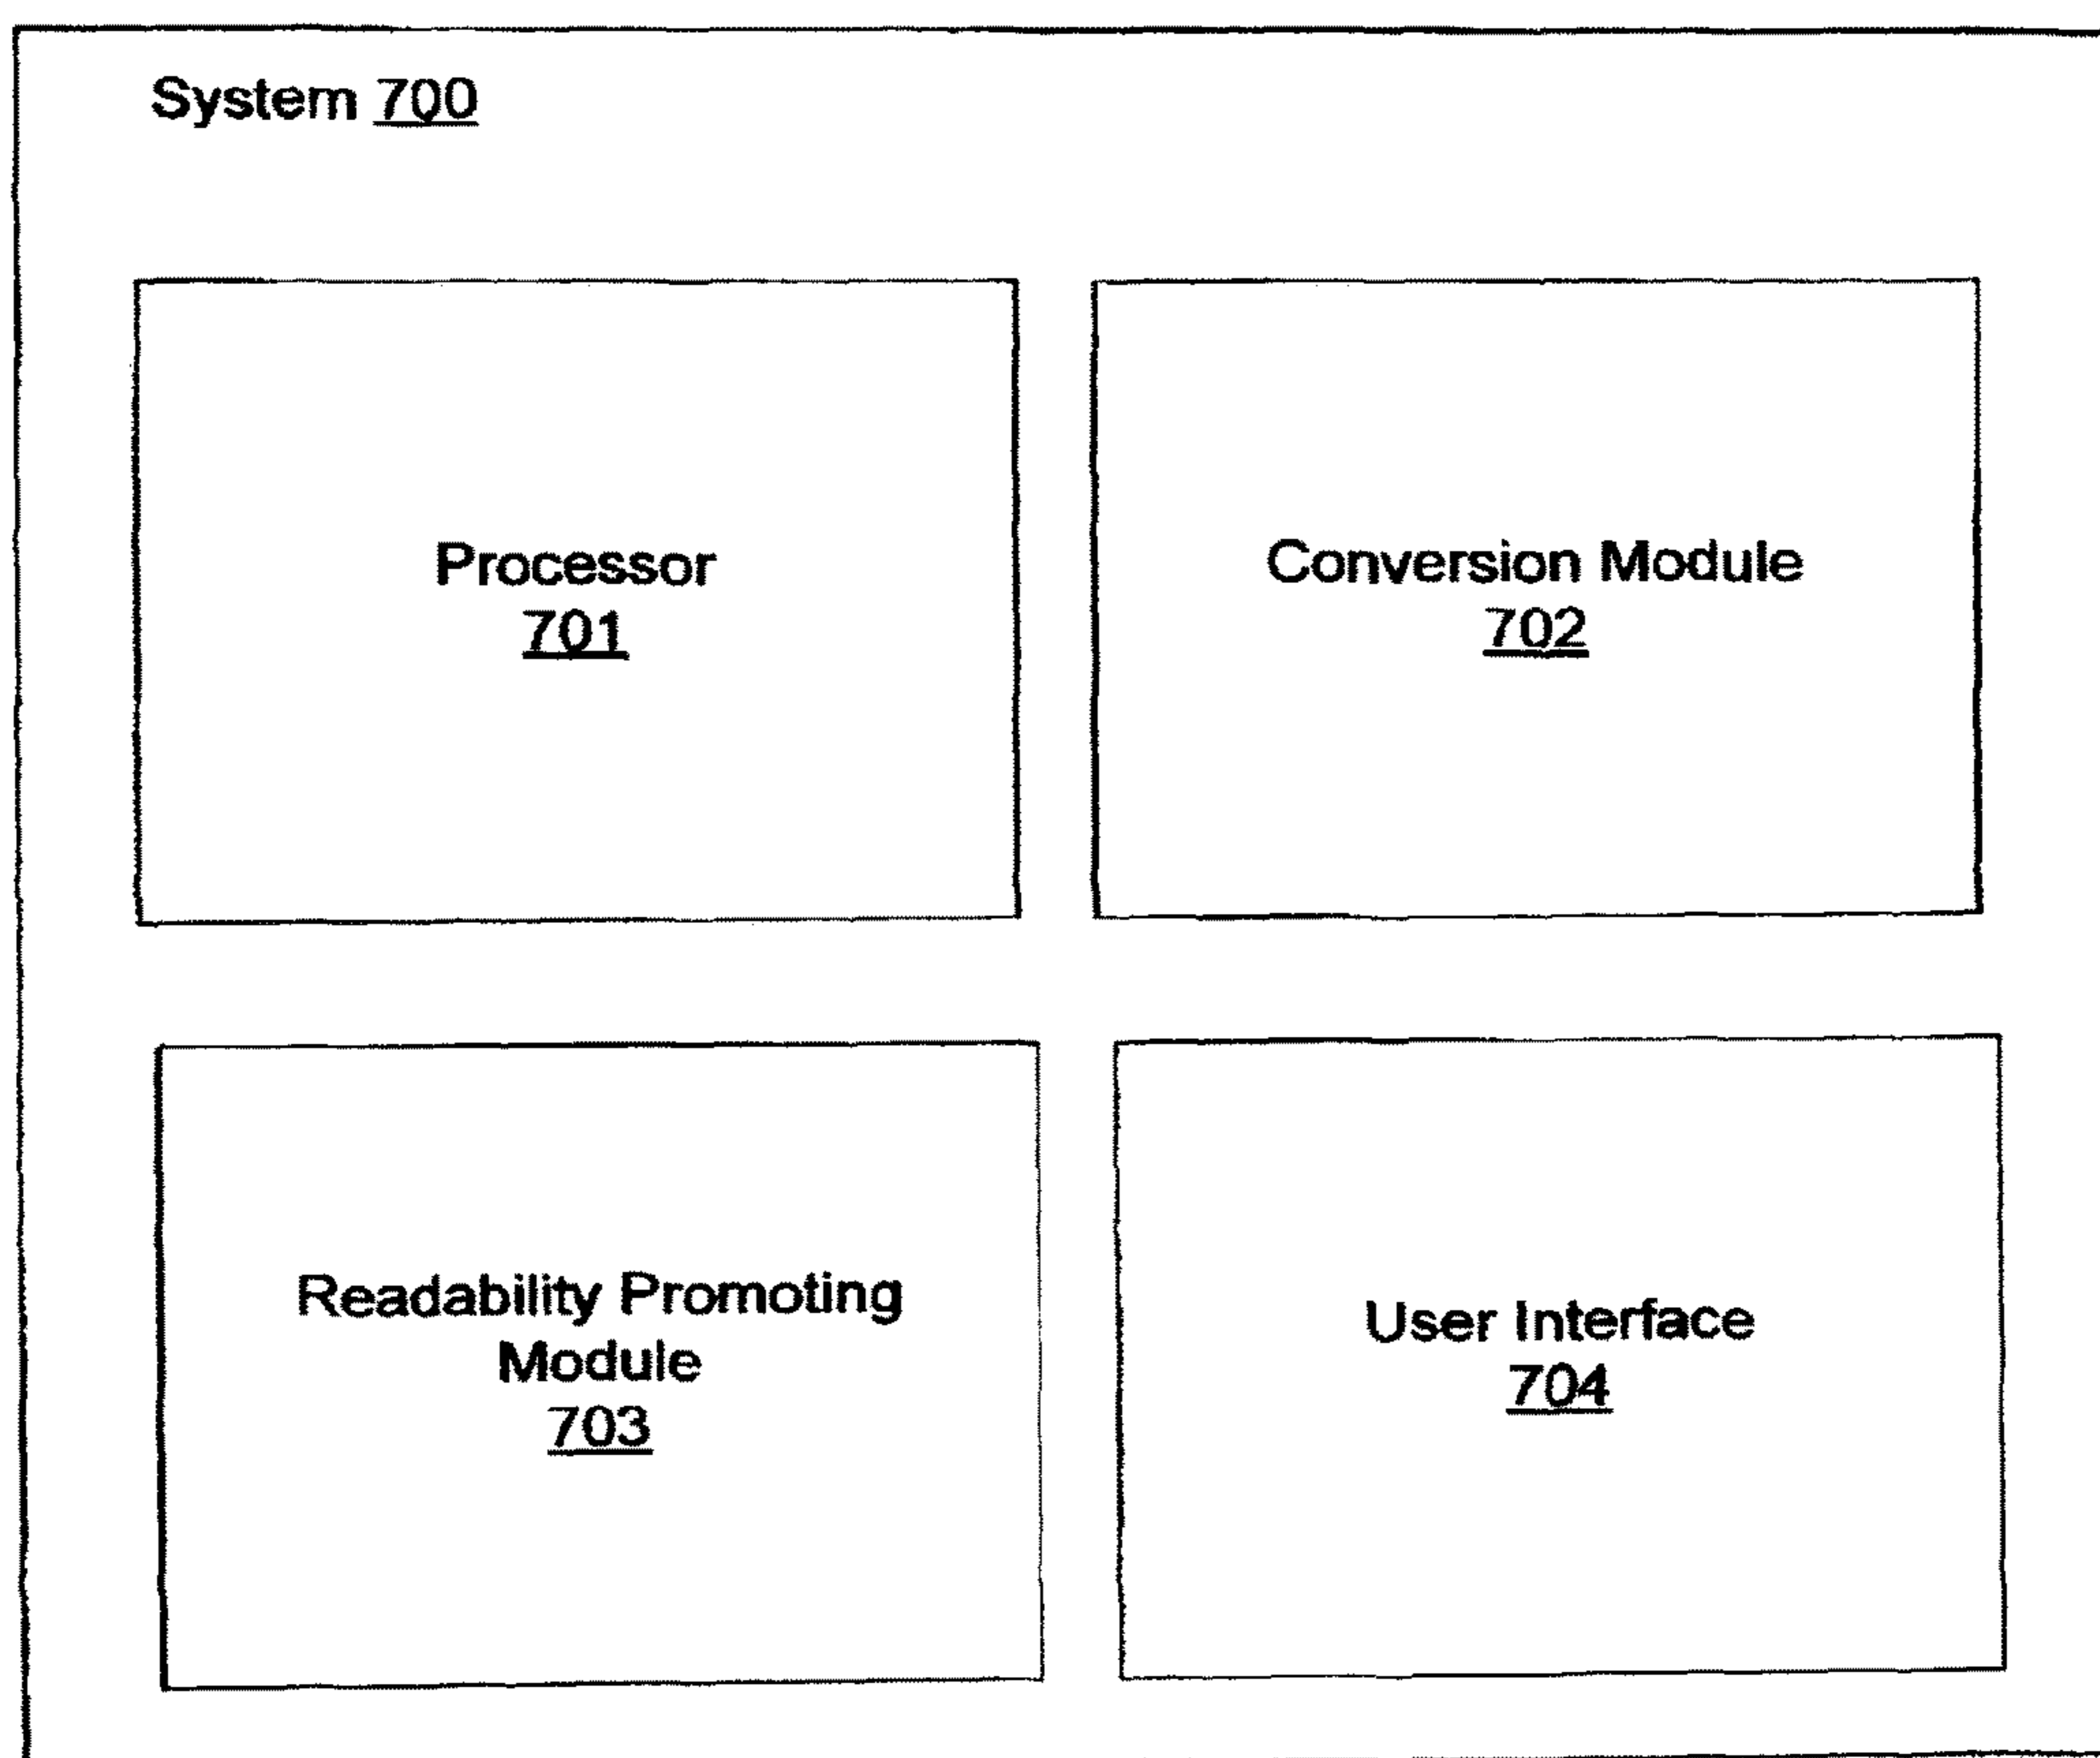 System 700
Processor
701
Conversion Module
702
Readability Promoting
Module
703
User Interface
704